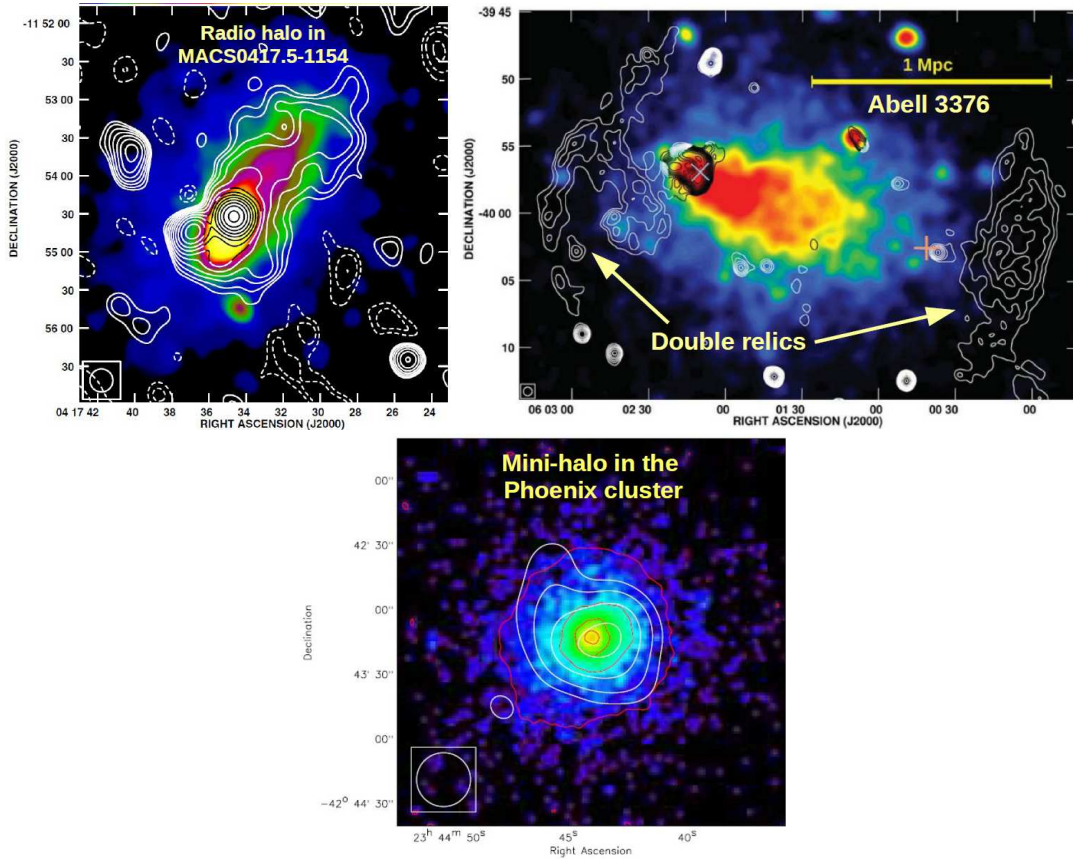 Radio halo in
MACS0417.5-1154
-11 52 00
30
53 00
30
54 00
30
55 00
30
56 00
30
DECLINATION (J2000)
04 17 42
40
38
36
34
32
30
28
26
24
RIGHT ASCENSION (J2000)
-39 45
50
55
-40 00
05
10
DECLINATION (J2000)
1 Mpc
Abell 3376
Double relics
06 03 00
02 30
00
01 30
00
00 30
00
RIGHT ASCENSION (J2000)
Mini-halo in the
Phoenix cluster
00"
42' 30"
00"
43' 30"
00"
−42° 44' 30"
Declination
23h 44m 50s
45s
40s
Right Ascension